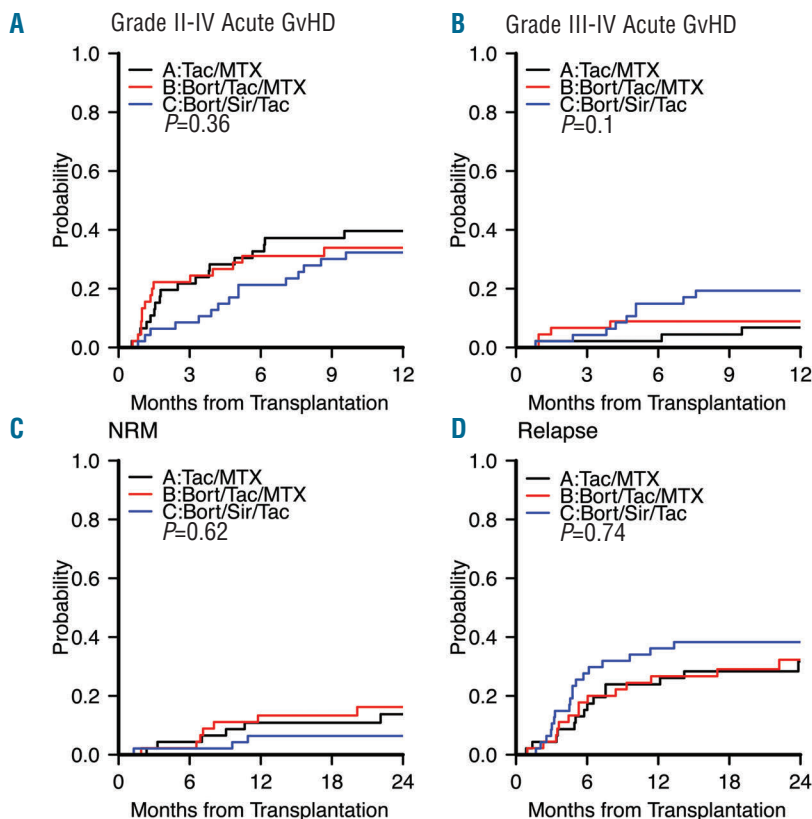 A
Grade II-IV Acute GvHD
1.0
0.8
0.6
0.4
0.2
0.0
Probability
A:Tac/MTX
B:Bort/Tac/MTX
C:Bort/Sir/Tac
P=0.36
0 3 6 9 12
Months from Transplantation
B
Grade III-IV Acute GvHD
1.0
0.8
0.6
0.4
0.2
0.0
Probability
A:Tac/MTX
B:Bort/Tac/MTX
C:Bort/Sir/Tac
P=0.1
0 3 6 9 12
Months from Transplantation
C
NRM
1.0
0.8
0.6
0.4
0.2
0.0
Probability
A:Tac/MTX
B:Bort/Tac/MTX
C:Bort/Sir/Tac
P=0.62
0 6 12 18 24
Months from Transplantation
D
Relapse
1.0
0.8
0.6
0.4
0.2
0.0
Probability
A:Tac/MTX
B:Bort/Tac/MTX
C:Bort/Sir/Tac
P=0.74
0 6 12 18 24
Months from Transplantation